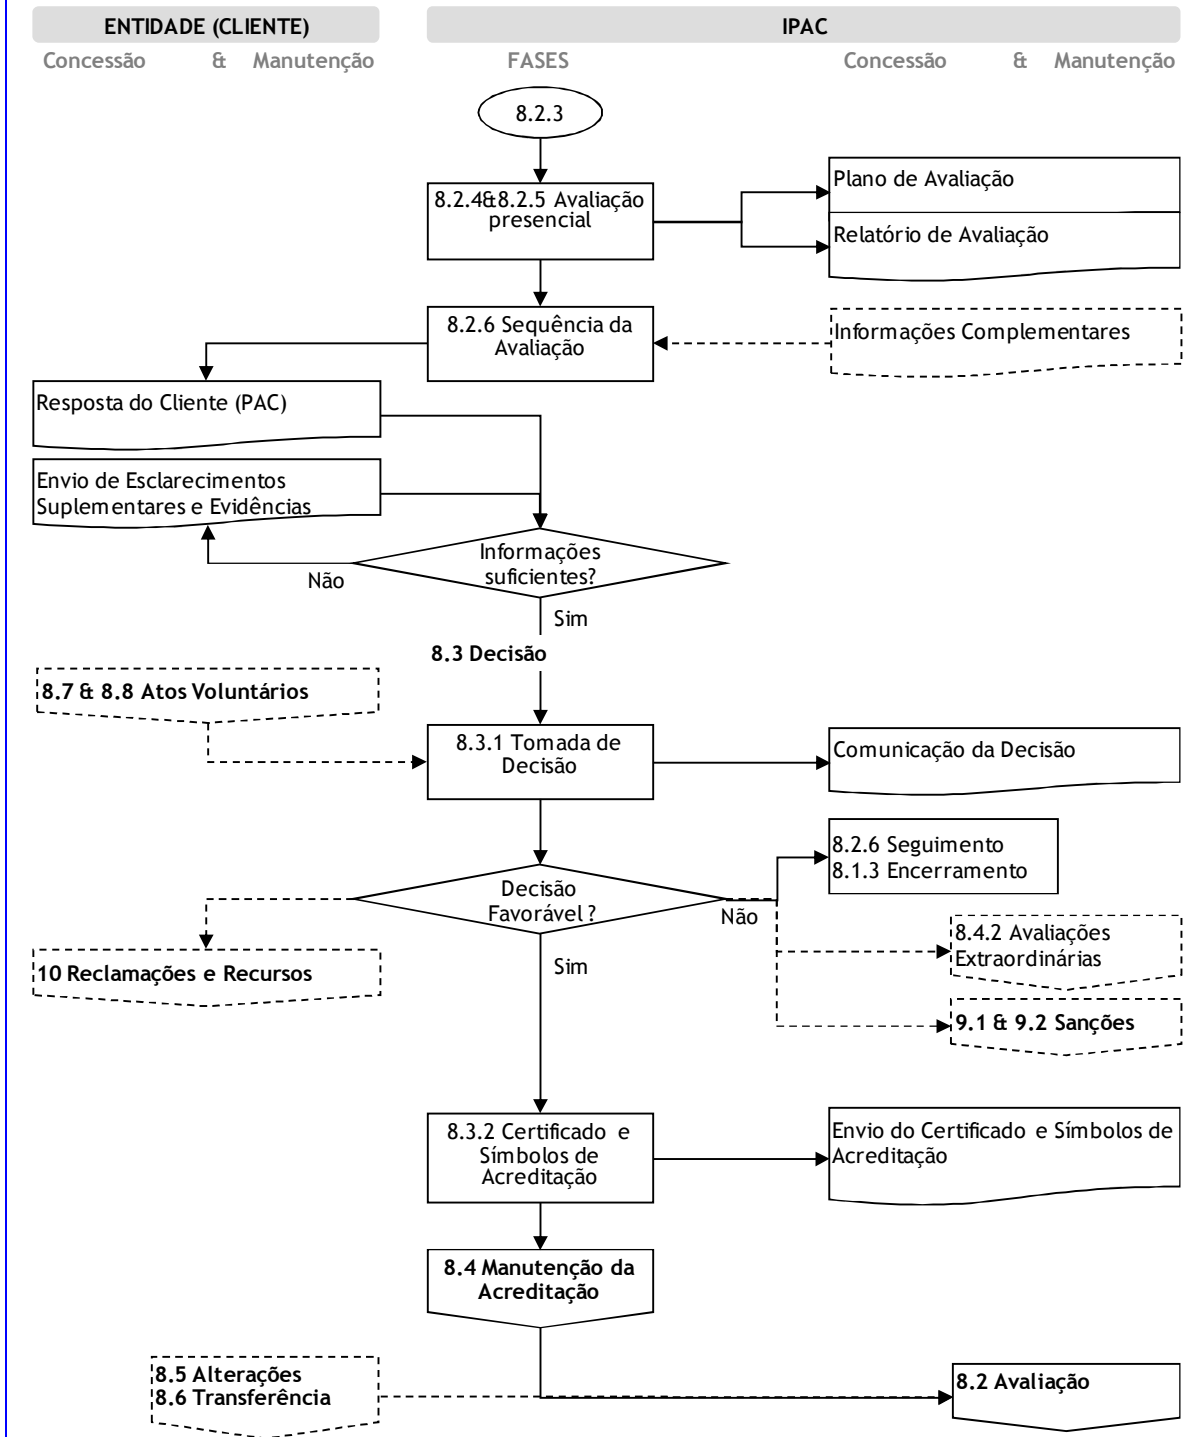 ENTIDADE (CLIENTE)
IPAC
Concessão & Manutenção
FASES
Concessão & Manutenção
8.2.3
8.2.4&8.2.5 Avaliação
presencial
Plano de Avaliação
Relatório de Avaliação
8.2.6 Sequência da
Avaliação
Informações Complementares
Resposta do Cliente (PAC)
Envio de Esclarecimentos
Suplementares e Evidências
Informações
suficientes?
Não
Sim
8.3 Decisão
8.7 & 8.8 Atos Voluntários
8.3.1 Tomada de
Decisão
Comunicação da Decisão
8.2.6 Seguimento
8.1.3 Encerramento
Decisão
Favorável ?
Não
8.4.2 Avaliações
Extraordinárias
10 Reclamações e Recursos
Sim
9.1 & 9.2 Sanções
8.3.2 Certificado e
Símbolos de
Acreditação
Envio do Certificado e Símbolos de
Acreditação
8.4 Manutenção da
Acreditação
8.5 Alterações
8.6 Transferência
8.2 Avaliação